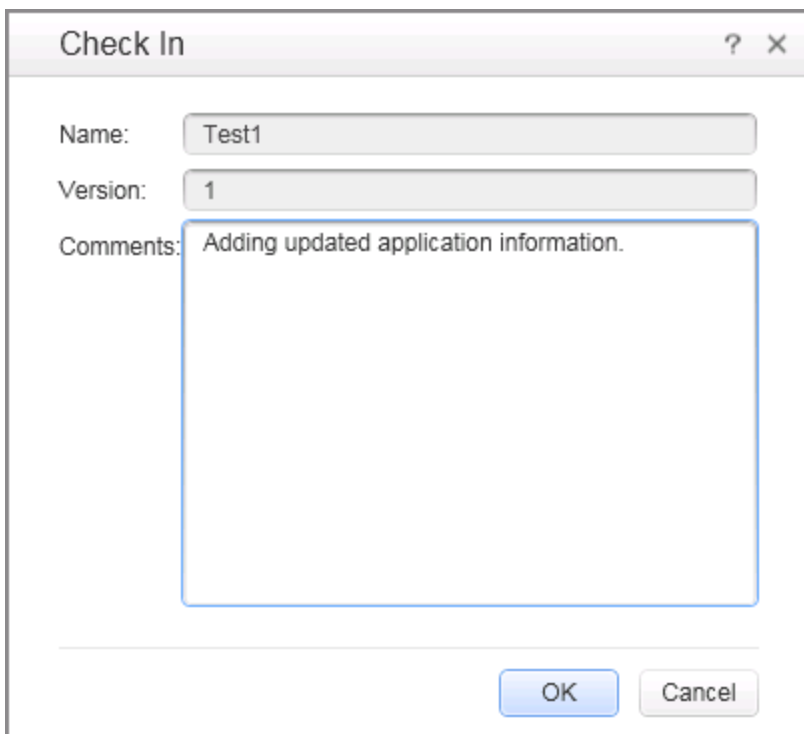 Check In ? ×
Name: Test1
Version: 1
Comments: Adding updated application information.
OK Cancel